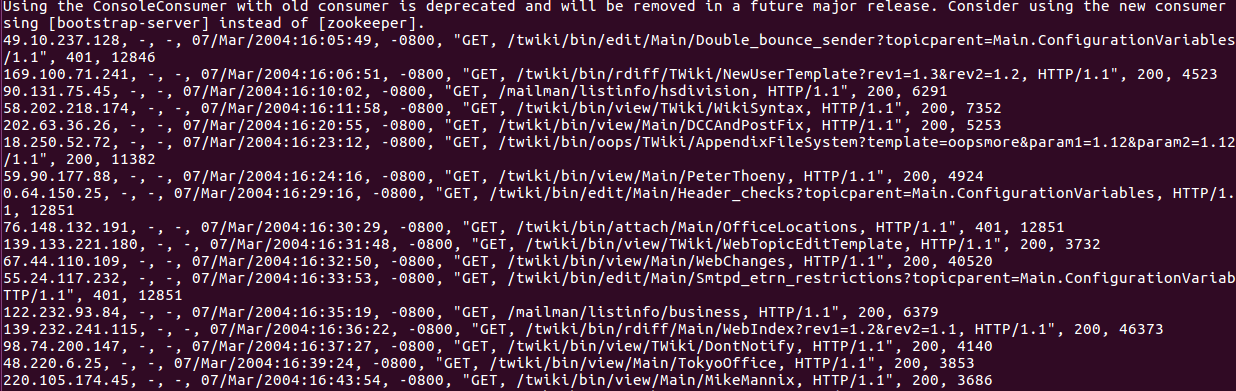 Using the ConsoleConsumer with old consumer is deprecated and will be removed in a future major release. Consider using the new consumer
sing [bootstrap-server] instead of [zookeeper].
49.10.237.128, -, -, 07/Mar/2004:16:05:49, -0800, "GET, /twiki/bin/edit/Main/Double_bounce_sender?topicparent=Main.ConfigurationVariables
/1.1", 401, 12846
169.100.71.241, -, -, 07/Mar/2004:16:06:51, -0800, "GET, /twiki/bin/rdiff/TWiki/NewUserTemplate?rev1=1.3&rev2=1.2, HTTP/1.1", 200, 4523
90.131.75.45, -, -, 07/Mar/2004:16:10:02, -0800, "GET, /mailman/listinfo/hsdivision, HTTP/1.1", 200, 6291
58.202.218.174, -, -, 07/Mar/2004:16:11:58, -0800, "GET, /twiki/bin/view/TWiki/WikiSyntax, HTTP/1.1", 200, 7352
202.63.36.26, -, -, 07/Mar/2004:16:20:55, -0800, "GET, /twiki/bin/view/Main/DCCAndPostFix, HTTP/1.1", 200, 5253
18.250.52.72, -, -, 07/Mar/2004:16:23:12, -0800, "GET, /twiki/bin/oops/TWiki/AppendixFileSystem?template=oopsmore&param1=1.12&param2=1.12
/1.1", 200, 11382
59.90.177.88, -, -, 07/Mar/2004:16:24:16, -0800, "GET, /twiki/bin/view/Main/PeterThoeny, HTTP/1.1", 200, 4924
0.64.150.25, -, -, 07/Mar/2004:16:29:16, -0800, "GET, /twiki/bin/edit/Main/Header_checks?topicparent=Main.ConfigurationVariables, HTTP/1.
1, 12851
76.148.132.191, -, -, 07/Mar/2004:16:30:29, -0800, "GET, /twiki/bin/attach/Main/OfficeLocations, HTTP/1.1", 401, 12851
139.133.221.180, -, -, 07/Mar/2004:16:31:48, -0800, "GET, /twiki/bin/view/TWiki/WebTopicEditTemplate, HTTP/1.1", 200, 3732
67.44.110.109, -, -, 07/Mar/2004:16:32:50, -0800, "GET, /twiki/bin/view/Main/WebChanges, HTTP/1.1", 200, 40520
55.24.117.232, -, -, 07/Mar/2004:16:33:53, -0800, "GET, /twiki/bin/edit/Main/Smtpd_etrn_restrictions?topicparent=Main.ConfigurationVariab
TTP/1.1", 401, 12851
122.232.93.84, -, -, 07/Mar/2004:16:35:19, -0800, "GET, /mailman/listinfo/business, HTTP/1.1", 200, 6379
139.232.241.115, -, -, 07/Mar/2004:16:36:22, -0800, "GET, /twiki/bin/rdiff/Main/WebIndex?rev1=1.2&rev2=1.1, HTTP/1.1", 200, 46373
98.74.200.147, -, -, 07/Mar/2004:16:37:27, -0800, "GET, /twiki/bin/view/TWiki/DontNotify, HTTP/1.1", 200, 4140
48.220.6.25, -, -, 07/Mar/2004:16:39:24, -0800, "GET, /twiki/bin/view/Main/TokyoOffice, HTTP/1.1", 200, 3853
220.105.174.45, -, -, 07/Mar/2004:16:43:54, -0800, "GET, /twiki/bin/view/Main/MikeMannix, HTTP/1.1", 200, 3686